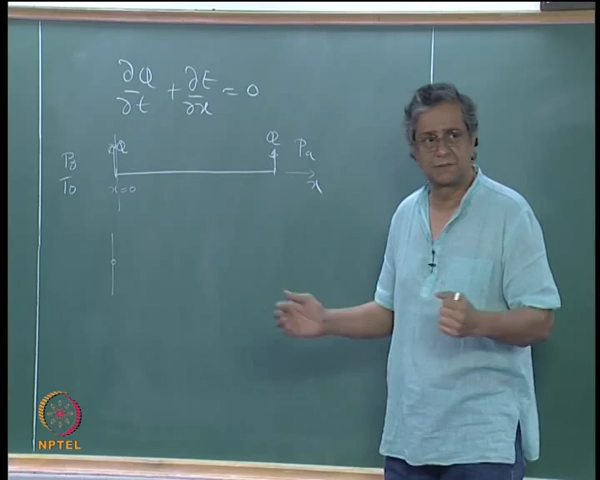 ∂Q/∂t + ∂E/∂x = 0
Q Q Pa
P0
T0 x=0 x
NPTEL